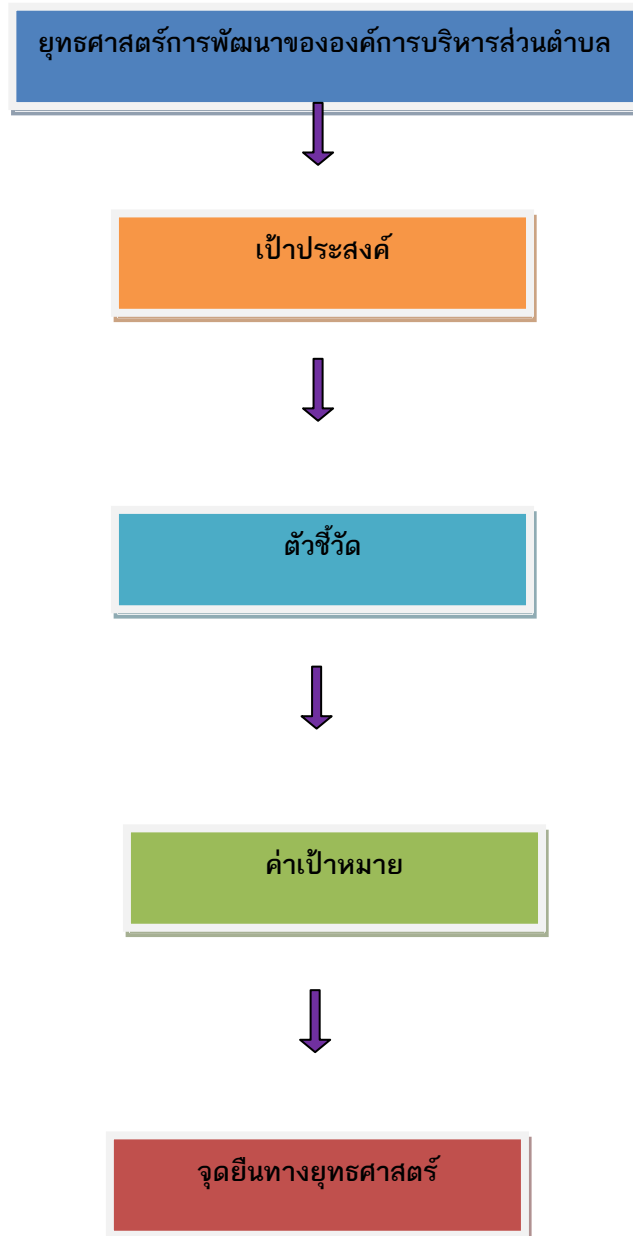 ยุทธศาสตร์การพัฒนาขององค์การบริหารส่วนตำบล
เป้าประสงค์
ตัวชี้วัด
ค่าเป้าหมาย
จุดยืนทางยุทธศาสตร์